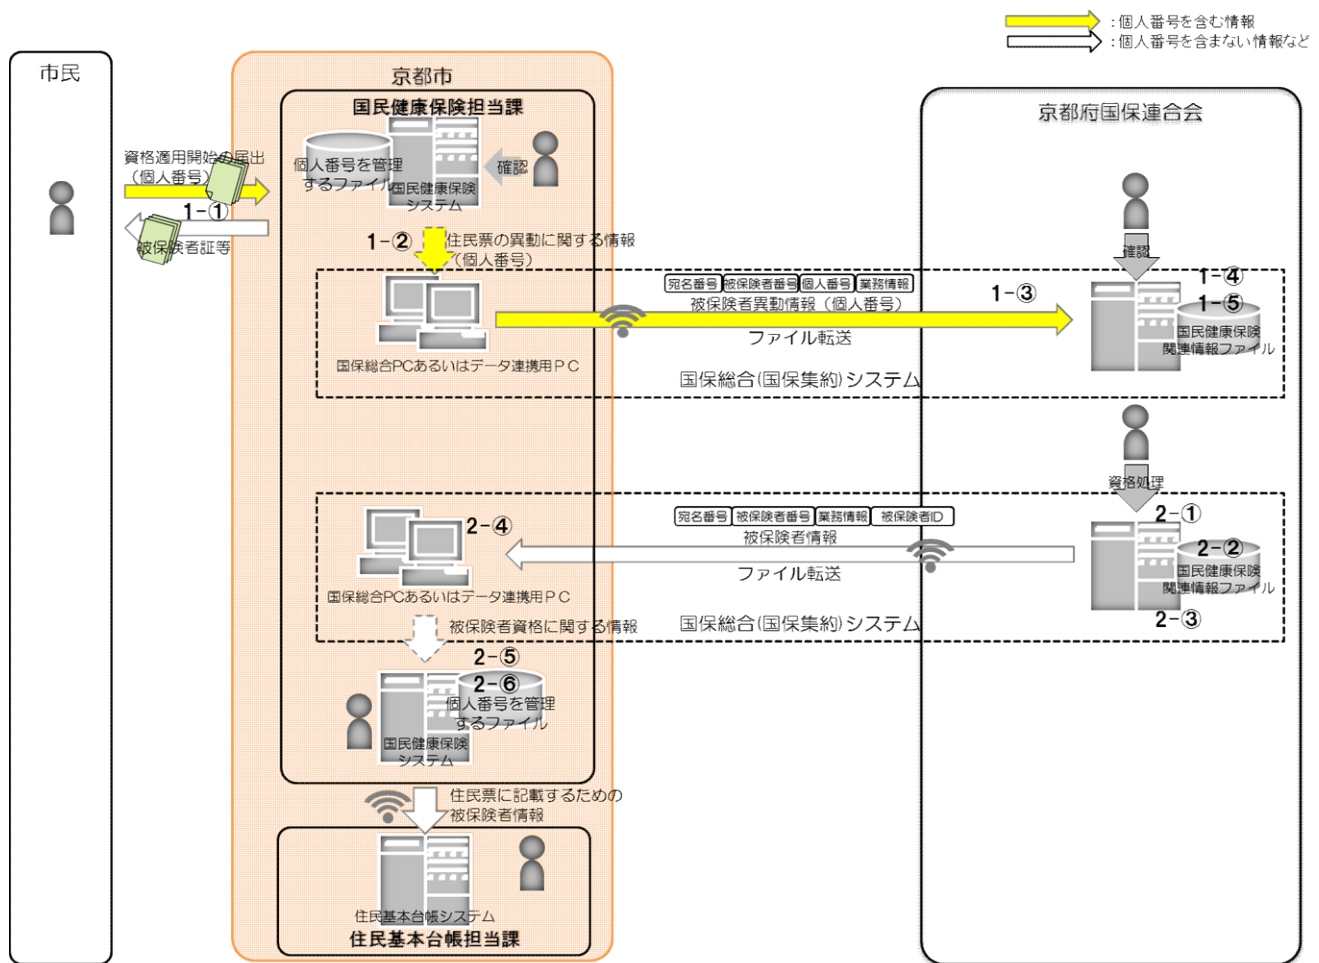 ：個人番号を含む情報
：個人番号を含まない情報など
市民
京都市
国民健康保険担当課
京都府国保連合会
資格適用開始の届出
（個人番号）
1-①
被保険者証等
個人番号を管理
するファイル
国民健康保険
システム
確認
1-②
住民票の異動に関する情報
（個人番号）
確認
宛名番号 被保険者番号 個人番号 業務情報
被保険者異動情報（個人番号）
1-③
ファイル転送
1-④
1-⑤
国民健康保険
関連情報ファイル
国保総合PCあるいはデータ連携用ＰＣ
国保総合(国保集約)システム
資格処理
宛名番号 被保険者番号 業務情報 被保険者ID
被保険者情報
ファイル転送
2-①
2-②
国民健康保険
関連情報ファイル
2-③
2-④
国保総合PCあるいはデータ連携用ＰＣ
被保険者資格に関する情報
国保総合(国保集約)システム
2-⑤
2-⑥
個人番号を管理
するファイル
国民健康保険
システム
住民票に記載するための
被保険者情報
住民基本台帳システム
住民基本台帳担当課